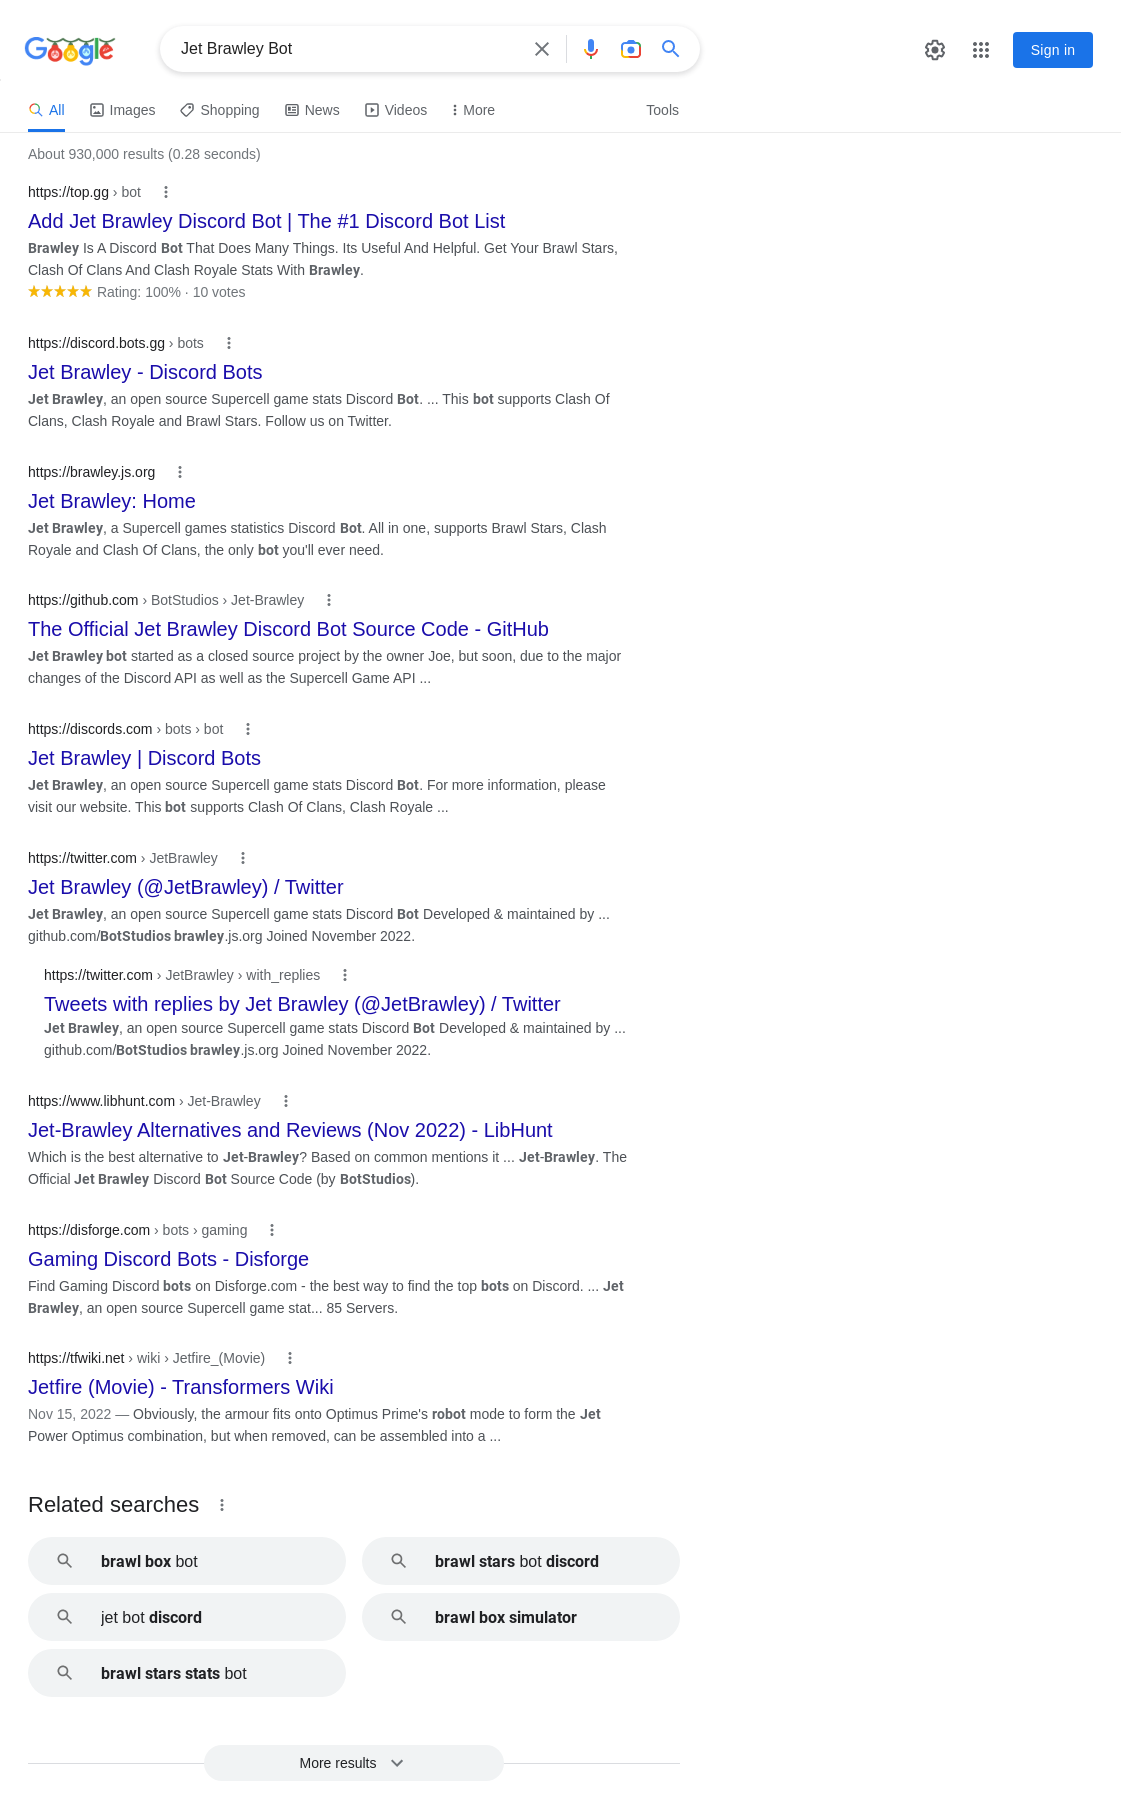 Google
Jet Brawley Bot
Sign in
All
Images
Shopping
News
Videos
More
Tools
About 930,000 results (0.28 seconds)
https://top.gg › bot
Add Jet Brawley Discord Bot | The #1 Discord Bot List
Brawley Is A Discord Bot That Does Many Things. Its Useful And Helpful. Get Your Brawl Stars,
Clash Of Clans And Clash Royale Stats With Brawley.
Rating: 100% · 10 votes
https://discord.bots.gg › bots
Jet Brawley - Discord Bots
Jet Brawley, an open source Supercell game stats Discord Bot. ... This bot supports Clash Of
Clans, Clash Royale and Brawl Stars. Follow us on Twitter.
https://brawley.js.org
Jet Brawley: Home
Jet Brawley, a Supercell games statistics Discord Bot. All in one, supports Brawl Stars, Clash
Royale and Clash Of Clans, the only bot you'll ever need.
https://github.com › BotStudios › Jet-Brawley
The Official Jet Brawley Discord Bot Source Code - GitHub
Jet Brawley bot started as a closed source project by the owner Joe, but soon, due to the major
changes of the Discord API as well as the Supercell Game API ...
https://discords.com › bots › bot
Jet Brawley | Discord Bots
Jet Brawley, an open source Supercell game stats Discord Bot. For more information, please
visit our website. This bot supports Clash Of Clans, Clash Royale ...
https://twitter.com › JetBrawley
Jet Brawley (@JetBrawley) / Twitter
Jet Brawley, an open source Supercell game stats Discord Bot Developed & maintained by ...
github.com/BotStudios brawley.js.org Joined November 2022.
https://twitter.com › JetBrawley › with_replies
Tweets with replies by Jet Brawley (@JetBrawley) / Twitter
Jet Brawley, an open source Supercell game stats Discord Bot Developed & maintained by ...
github.com/BotStudios brawley.js.org Joined November 2022.
https://www.libhunt.com › Jet-Brawley
Jet-Brawley Alternatives and Reviews (Nov 2022) - LibHunt
Which is the best alternative to Jet-Brawley? Based on common mentions it ... Jet-Brawley. The
Official Jet Brawley Discord Bot Source Code (by BotStudios).
https://disforge.com › bots › gaming
Gaming Discord Bots - Disforge
Find Gaming Discord bots on Disforge.com - the best way to find the top bots on Discord. ... Jet
Brawley, an open source Supercell game stat... 85 Servers.
https://tfwiki.net › wiki › Jetfire_(Movie)
Jetfire (Movie) - Transformers Wiki
Nov 15, 2022 — Obviously, the armour fits onto Optimus Prime's robot mode to form the Jet
Power Optimus combination, but when removed, can be assembled into a ...
Related searches
brawl box bot
brawl stars bot discord
jet bot discord
brawl box simulator
brawl stars stats bot
More results